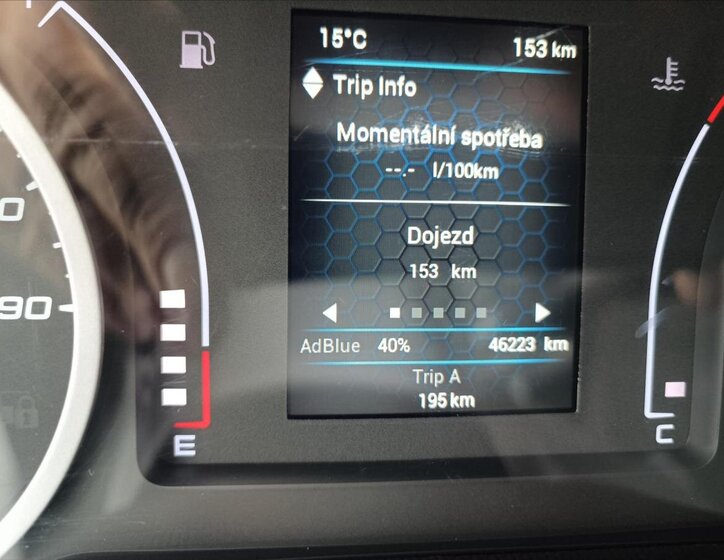 15°C 153 km
Trip Info
Momentální spotřeba
--.- l/100km
Dojezd
153 km
AdBlue 40% 46223 km
Trip A
195 km
0
90
E
C